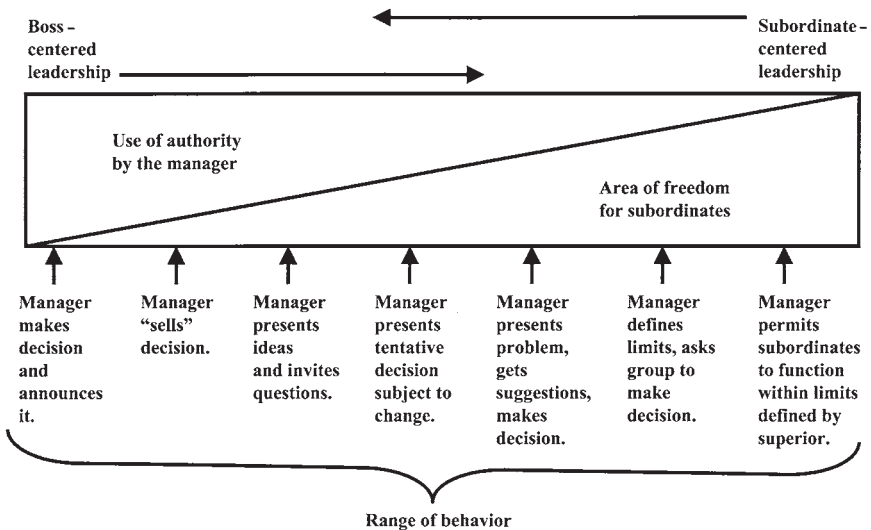 Boss –
centered
leadership
Subordinate –
centered
leadership
Use of authority
by the manager
Area of freedom
for subordinates
Manager
makes
decision
and
announces
it.
Manager
“sells”
decision.
Manager
presents
ideas
and invites
questions.
Manager
presents
tentative
decision
subject to
change.
Manager
presents
problem,
gets
suggestions,
makes
decision.
Manager
defines
limits, asks
group to
make
decision.
Manager
permits
subordinates
to function
within limits
defined by
superior.
Range of behavior